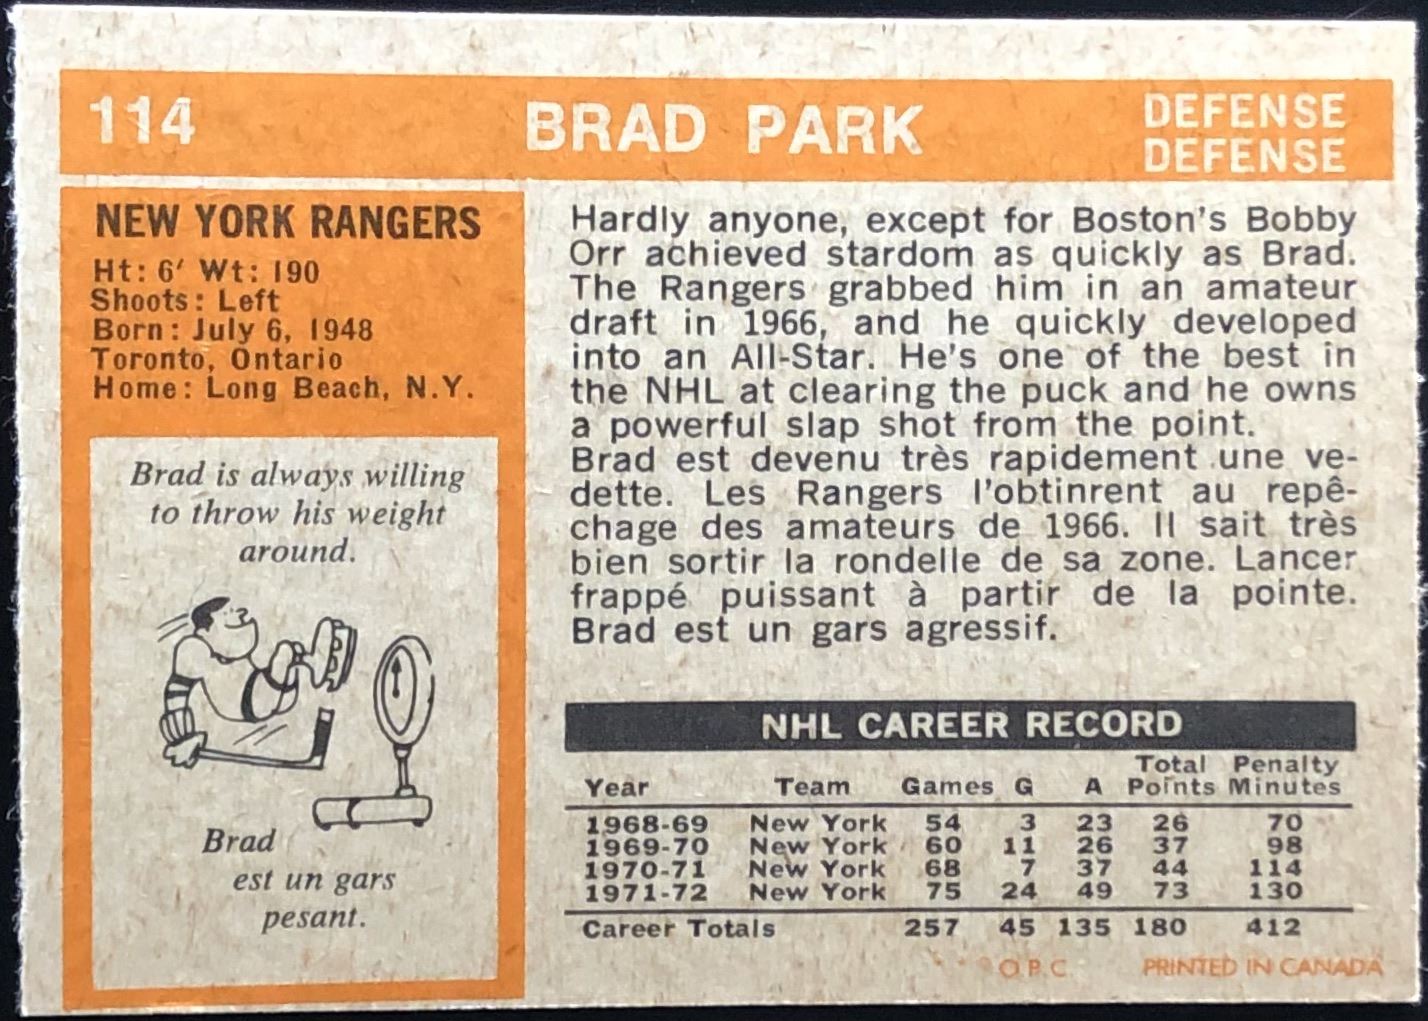 114
BRAD PARK
DEFENSE
DEFENSE
NEW YORK RANGERS
Ht: 6' Wt: 190
Shoots: Left
Born: July 6, 1948
Toronto, Ontario
Home: Long Beach, N.Y.
Brad is always willing
to throw his weight
around.
Brad
est un gars
pesant.
Hardly anyone, except for Boston's Bobby
Orr achieved stardom as quickly as Brad.
The Rangers grabbed him in an amateur
draft in 1966, and he quickly developed
into an All-Star. He's one of the best in
the NHL at clearing the puck and he owns
a powerful slap shot from the point.
Brad est devenu très rapidement une ve-
dette. Les Rangers l'obtinrent au repê-
chage des amateurs de 1966. Il sait très
bien sortir la rondelle de sa zone. Lancer
frappé puissant à partir de la pointe.
Brad est un gars agressif.
NHL CAREER RECORD
Year Team Games G A Total Points Penalty Minutes
1968-69 New York 54 3 23 26 70
1969-70 New York 60 11 26 37 98
1970-71 New York 68 7 37 44 114
1971-72 New York 75 24 49 73 130
Career Totals 257 45 135 180 412
O.P.C. PRINTED IN CANADA